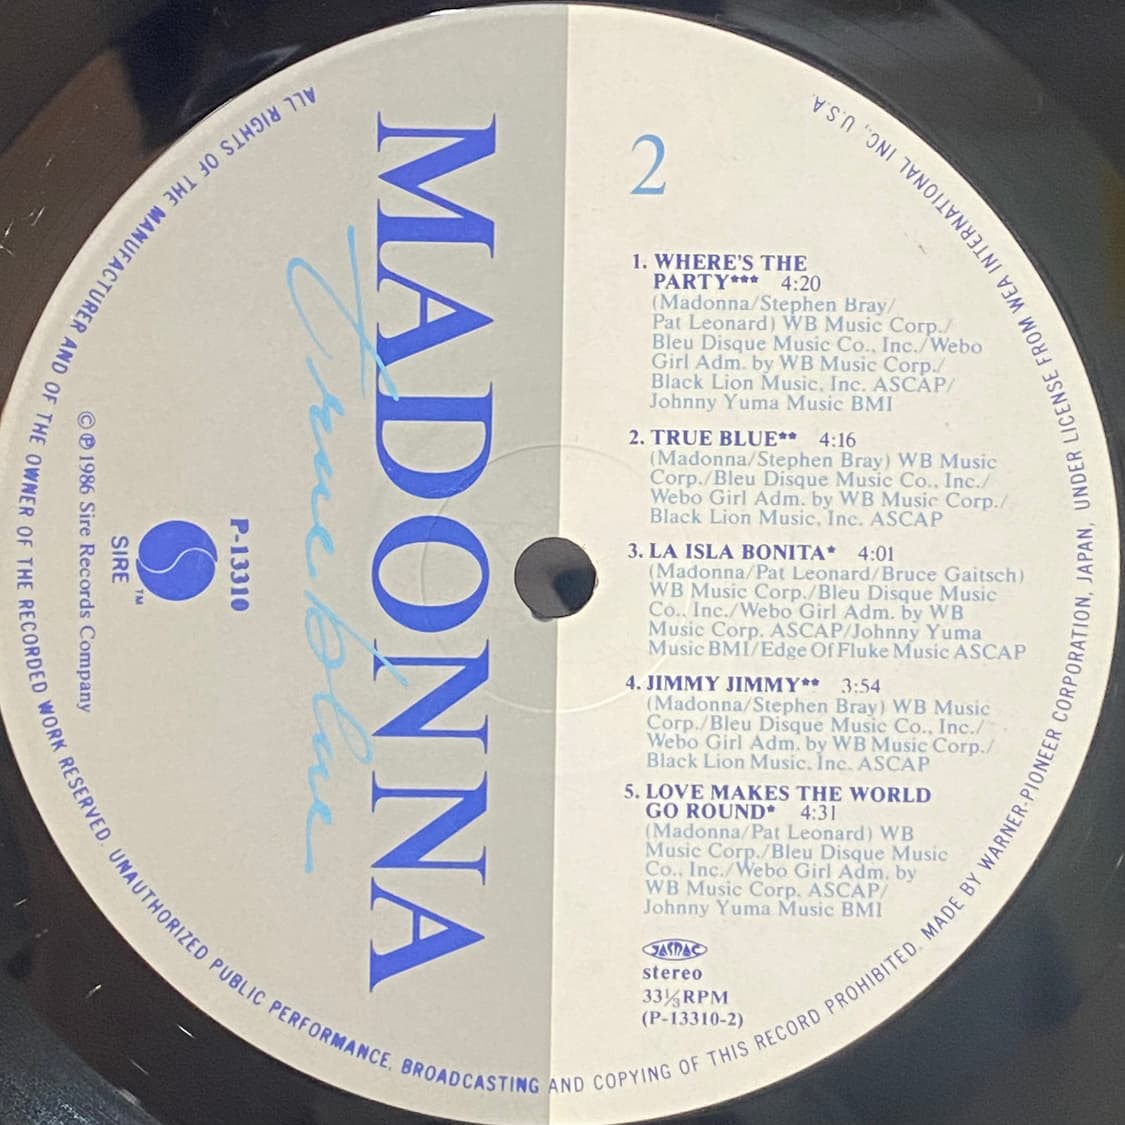 MADONNA
True blue
P-13310
SIRE™
©℗1986 Sire Records Company
2
1. WHERE'S THE
PARTY*** 4:20
(Madonna/Stephen Bray/
Pat Leonard) WB Music Corp./
Bleu Disque Music Co., Inc./Webo
Girl Adm. by WB Music Corp./
Black Lion Music, Inc. ASCAP/
Johnny Yuma Music BMI
2. TRUE BLUE** 4:16
(Madonna/Stephen Bray) WB Music
Corp./Bleu Disque Music Co., Inc./
Webo Girl Adm. by WB Music Corp./
Black Lion Music, Inc. ASCAP
3. LA ISLA BONITA* 4:01
(Madonna/Pat Leonard/Bruce Gaitsch)
WB Music Corp./Bleu Disque Music
Co., Inc./Webo Girl Adm. by WB
Music Corp. ASCAP/Johnny Yuma
Music BMI/Edge Of Fluke Music ASCAP
4. JIMMY JIMMY** 3:54
(Madonna/Stephen Bray) WB Music
Corp./Bleu Disque Music Co., Inc./
Webo Girl Adm. by WB Music Corp./
Black Lion Music, Inc. ASCAP
5. LOVE MAKES THE WORLD
GO ROUND* 4:31
(Madonna/Pat Leonard) WB
Music Corp./Bleu Disque Music
Co., Inc./Webo Girl Adm. by
WB Music Corp. ASCAP/
Johnny Yuma Music BMI
JASRAC
stereo
33⅓RPM
(P-13310-2)
ALL RIGHTS OF THE MANUFACTURER AND OF THE OWNER OF THE RECORDED WORK RESERVED. UNAUTHORIZED PUBLIC PERFORMANCE, BROADCASTING AND COPYING OF THIS RECORD PROHIBITED. MADE BY WARNER-PIONEER CORPORATION, JAPAN, UNDER LICENSE FROM WEA INTERNATIONAL INC., U.S.A.